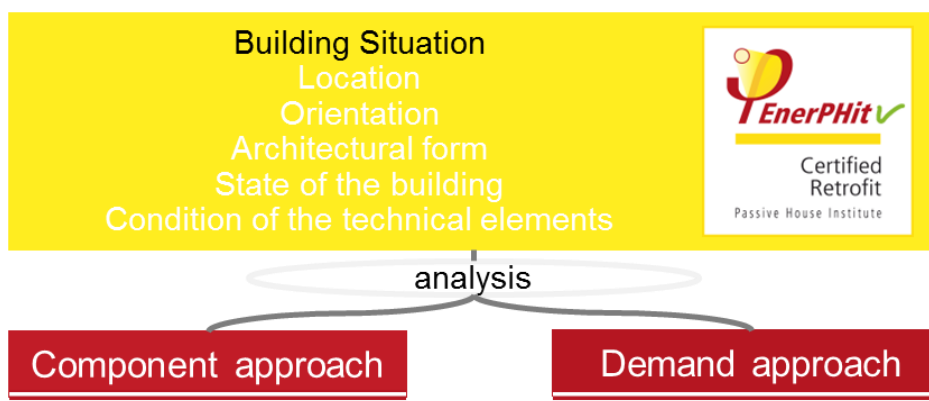 Building Situation
Location
Orientation
Architectural form
State of the building
Condition of the technical elements
EnerPHit
Certified
Retrofit
Passive House Institute
analysis
Component approach
Demand approach